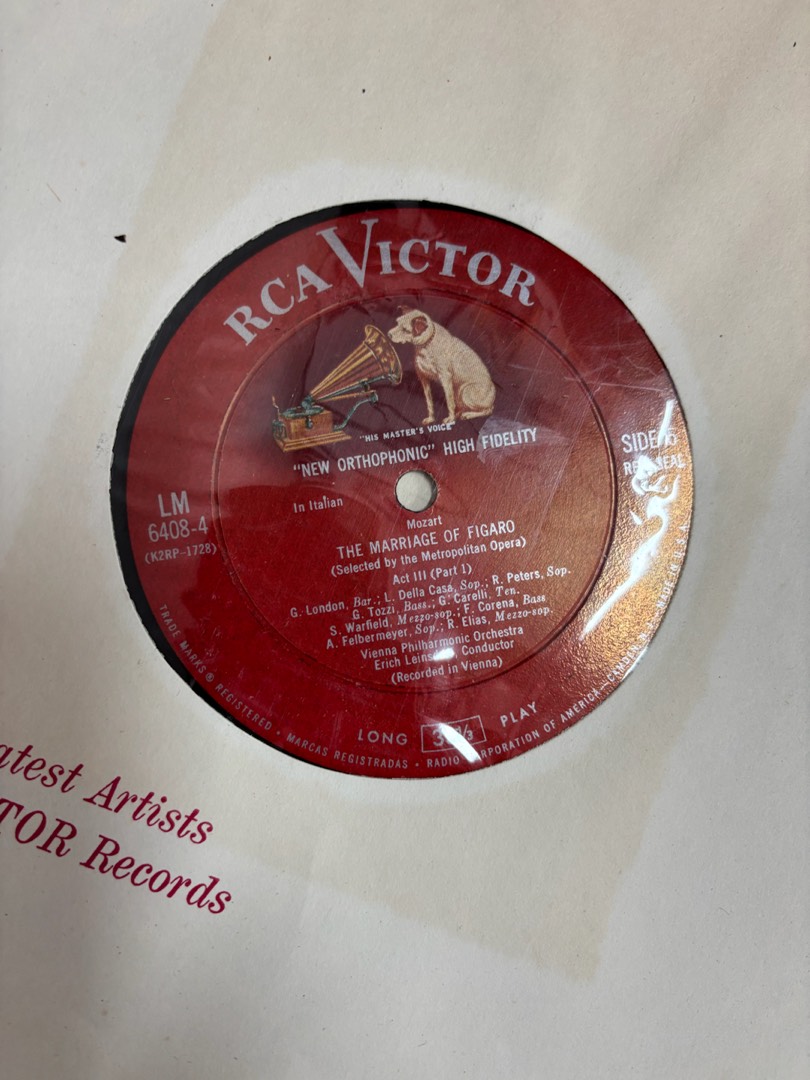 RCA VICTOR
"HIS MASTER'S VOICE"
"NEW ORTHOPHONIC" HIGH FIDELITY
SIDE
LM
6408-4
(K2RP-1728)
In Italian
Mozart
THE MARRIAGE OF FIGARO
(Selected by the Metropolitan Opera)
Act III (Part 1)
G. London, Bar.; L. Della Casa, Sop.; R. Peters, Sop.
G. Tozzi, Bass.; G. Carelli, Ten.
S. Warfield, Mezzo-sop.; F. Corena, Bass
A. Felbermeyer, Sop.; R. Elias, Mezzo-sop.
Vienna Philharmonic Orchestra
Erich Conductor
(Recorded in Vienna)
LONG PLAY
TRADE MARKS ® REGISTERED • MARCAS REGISTRADAS • RADIO CORPORATION OF AMERICA—CAMDEN, N.J.
Artists
Records